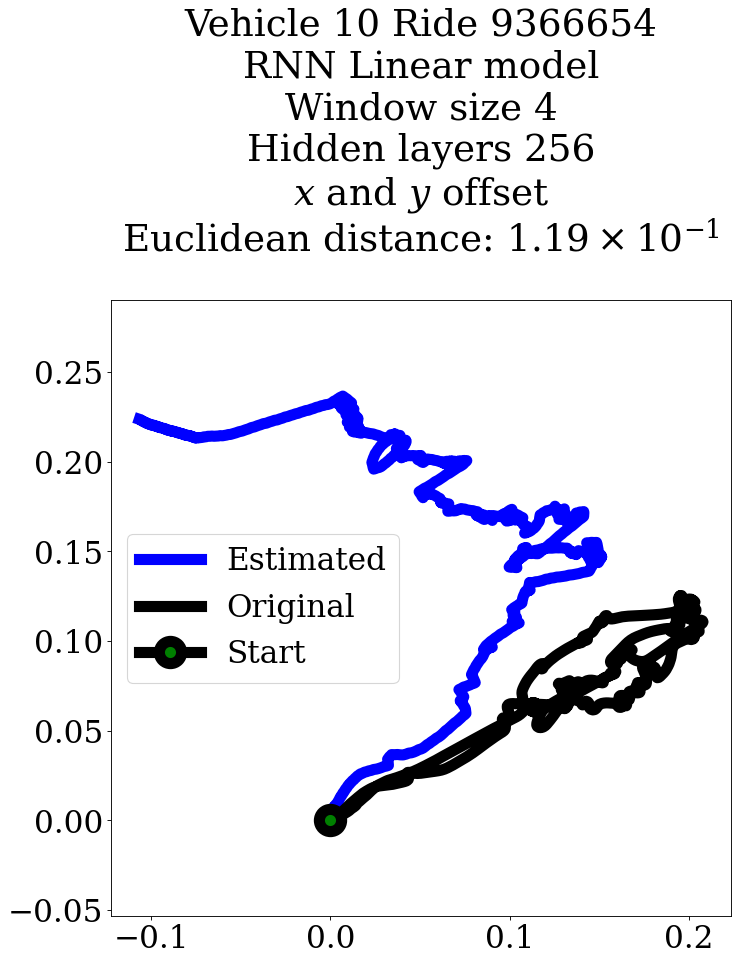 Vehicle 10 Ride 9366654
RNN Linear model
Window size 4
Hidden layers 256
x and y offset
Euclidean distance: 1.19 × 10⁻¹
0.25
0.20
0.15
0.10
0.05
0.00
−0.05
Estimated
Original
Start
−0.1 0.0 0.1 0.2